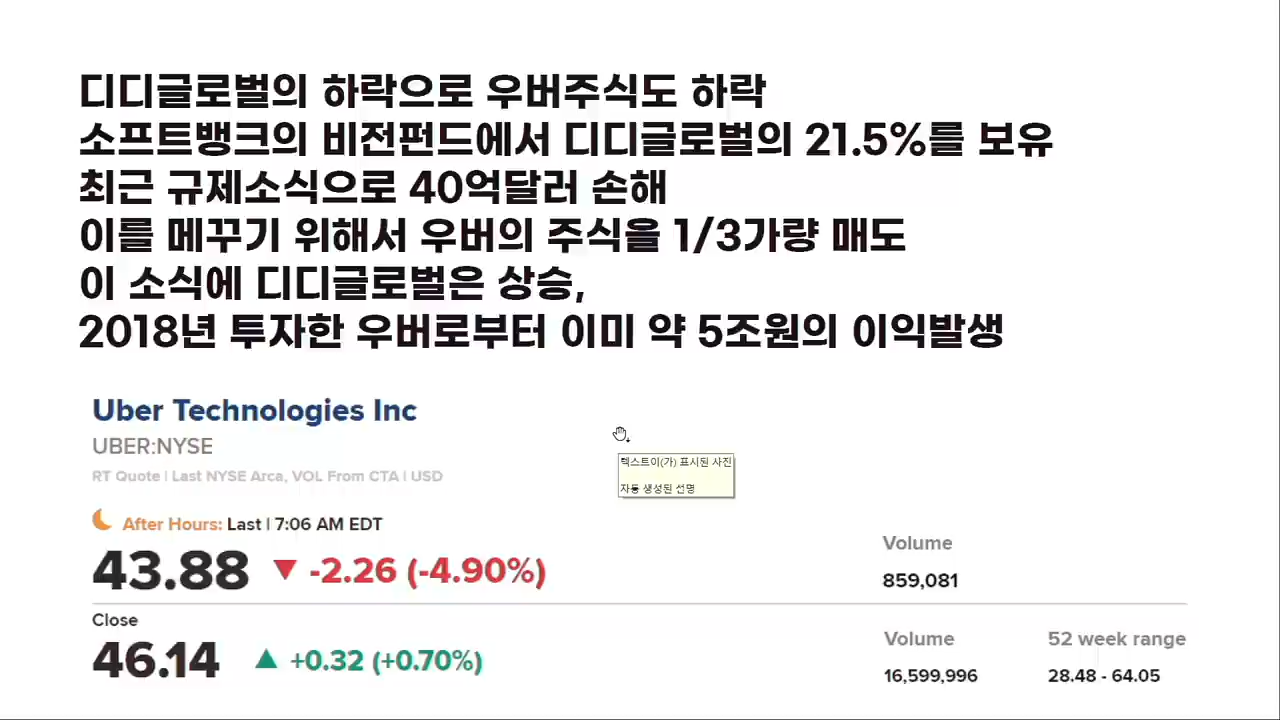 디디글로벌의 하락으로 우버주식도 하락
소프트뱅크의 비전펀드에서 디디글로벌의 21.5%를 보유
최근 규제소식으로 40억달러 손해
이를 메꾸기 위해서 우버의 주식을 1/3가량 매도
이 소식에 디디글로벌은 상승,
2018년 투자한 우버로부터 이미 약 5조원의 이익발생
Uber Technologies Inc
UBER:NYSE
RT Quote | Last NYSE Arca, VOL From CTA | USD
텍스트이(가) 표시된 사진
자동 생성된 설명
After Hours: Last | 7:06 AM EDT
43.88 ▼ -2.26 (-4.90%)
Volume
859,081
Close
46.14 ▲ +0.32 (+0.70%)
Volume 52 week range
16,599,996 28.48 - 64.05